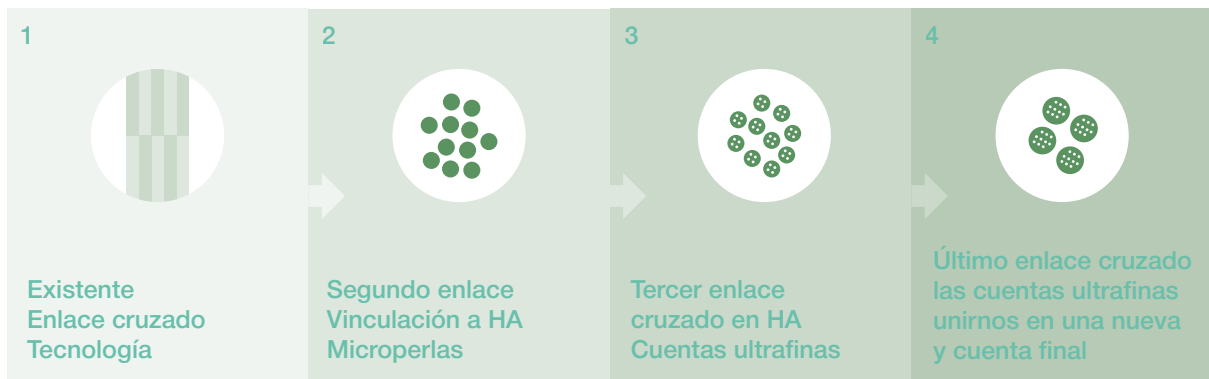 1
Existente
Enlace cruzado
Tecnología
2
Segundo enlace
Vinculación a HA
Microperlas
3
Tercer enlace
cruzado en HA
Cuentas ultrafinas
4
Último enlace cruzado
las cuentas ultrafinas
unirnos en una nueva
y cuenta final